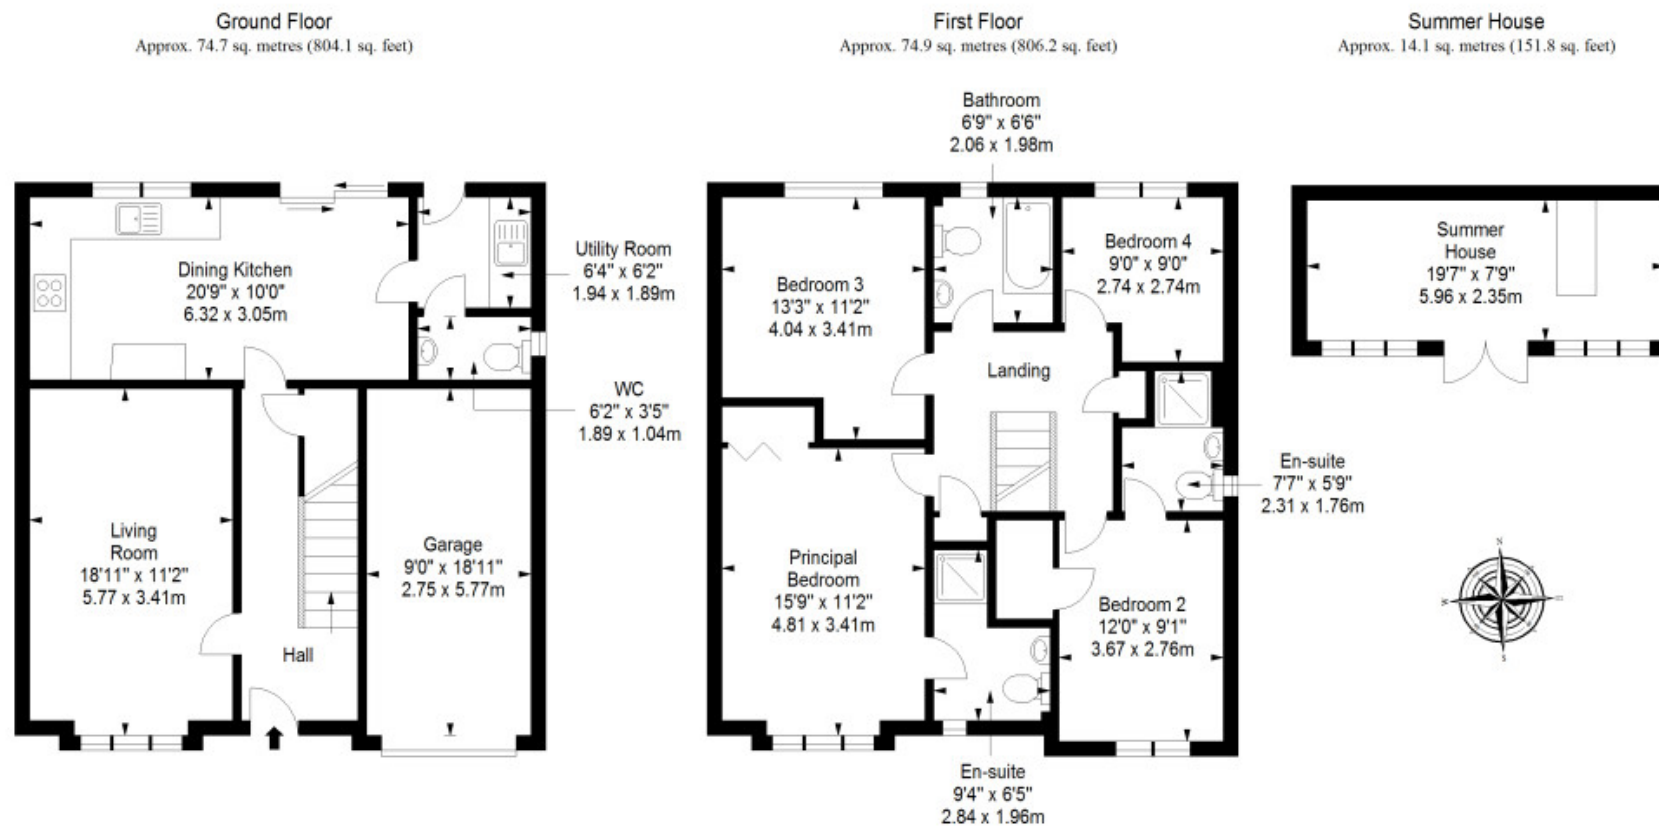 Ground Floor
Approx. 74.7 sq. metres (804.1 sq. feet)
Dining Kitchen
20'9" x 10'0"
6.32 x 3.05m
Utility Room
6'4" x 6'2"
1.94 x 1.89m
WC
6'2" x 3'5"
1.89 x 1.04m
Living
Room
18'11" x 11'2"
5.77 x 3.41m
Garage
9'0" x 18'11"
2.75 x 5.77m
Hall
First Floor
Approx. 74.9 sq. metres (806.2 sq. feet)
Bathroom
6'9" x 6'6"
2.06 x 1.98m
Bedroom 3
13'3" x 11'2"
4.04 x 3.41m
Bedroom 4
9'0" x 9'0"
2.74 x 2.74m
Landing
En-suite
7'7" x 5'9"
2.31 x 1.76m
Principal
Bedroom
15'9" x 11'2"
4.81 x 3.41m
Bedroom 2
12'0" x 9'1"
3.67 x 2.76m
En-suite
9'4" x 6'5"
2.84 x 1.96m
Summer House
Approx. 14.1 sq. metres (151.8 sq. feet)
Summer
House
19'7" x 7'9"
5.96 x 2.35m
N
S